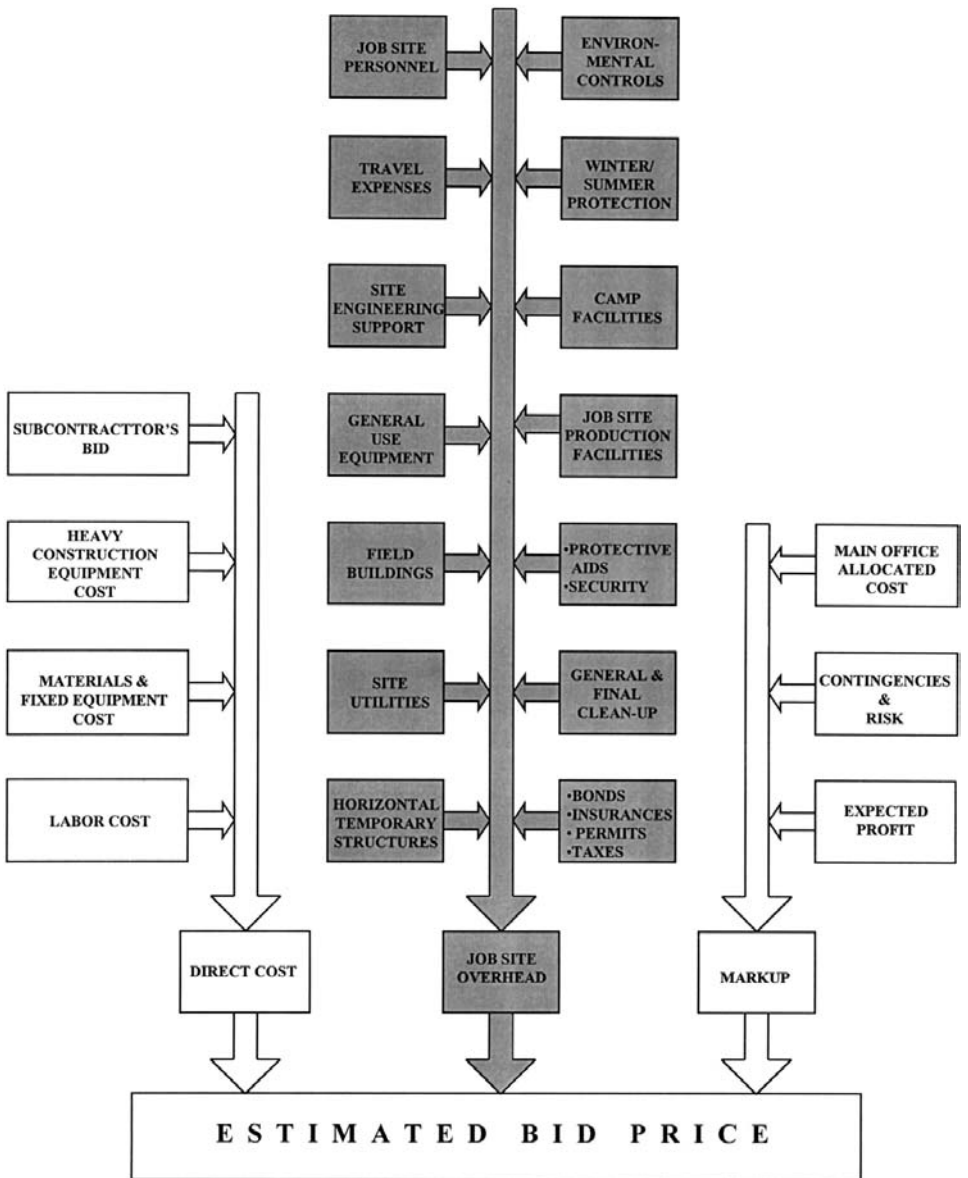 JOB SITE
PERSONNEL
ENVIRON-
MENTAL
CONTROLS
TRAVEL
EXPENSES
WINTER/
SUMMER
PROTECTION
SITE
ENGINEERING
SUPPORT
CAMP
FACILITIES
SUBCONTRACTTOR'S
BID
GENERAL
USE
EQUIPMENT
JOB SITE
PRODUCTION
FACILITIES
HEAVY
CONSTRUCTION
EQUIPMENT
COST
FIELD
BUILDINGS
•PROTECTIVE
AIDS
•SECURITY
MAIN OFFICE
ALLOCATED
COST
MATERIALS &
FIXED EQUIPMENT
COST
SITE
UTILITIES
GENERAL &
FINAL
CLEAN-UP
CONTINGENCIES
&
RISK
LABOR COST
HORIZONTAL
TEMPORARY
STRUCTURES
•BONDS
•INSURANCES
• PERMITS
•TAXES
EXPECTED
PROFIT
DIRECT COST
JOB SITE
OVERHEAD
MARKUP
ESTIMATED BID PRICE